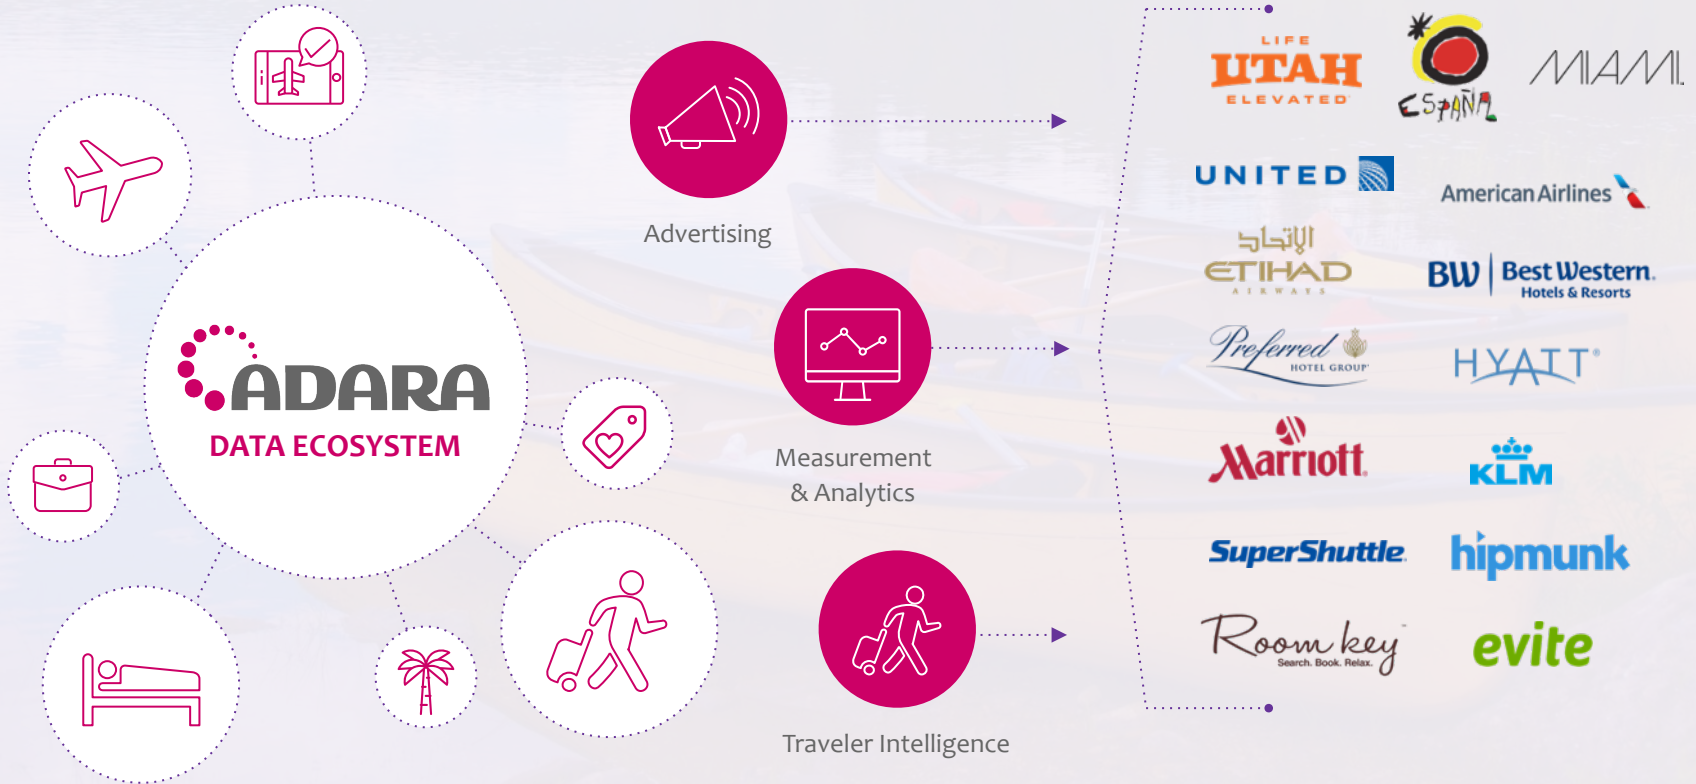 ADARA
DATA ECOSYSTEM
Advertising
Measurement
& Analytics
Traveler Intelligence
LIFE
UTAH
ELEVATED
ESPAÑA
MIAMI
UNITED
American Airlines
الإتحاد
ETIHAD
AIRWAYS
BW Best Western.
Hotels & Resorts
Preferred
HOTEL GROUP
HYATT®
Marriott
KLM
SuperShuttle
hipmunk
Room key
Search. Book. Relax.
evite